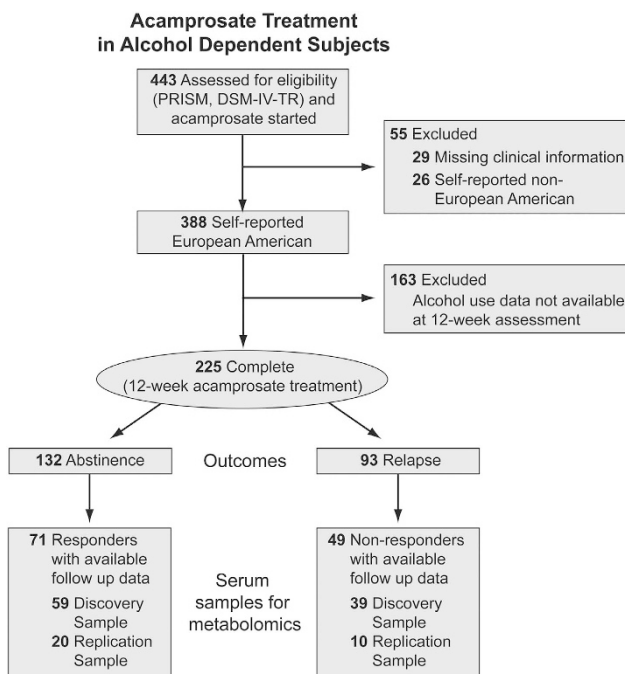 Acamprosate Treatment
in Alcohol Dependent Subjects
443 Assessed for eligibility
(PRISM, DSM-IV-TR) and
acamprosate started
55 Excluded
29 Missing clinical information
26 Self-reported non-
European American
388 Self-reported
European American
163 Excluded
Alcohol use data not available
at 12-week assessment
225 Complete
(12-week acamprosate treatment)
132 Abstinence
Outcomes
93 Relapse
71 Responders
with available
follow up data
59 Discovery
Sample
20 Replication
Sample
Serum
samples for
metabolomics
49 Non-responders
with available
follow up data
39 Discovery
Sample
10 Replication
Sample